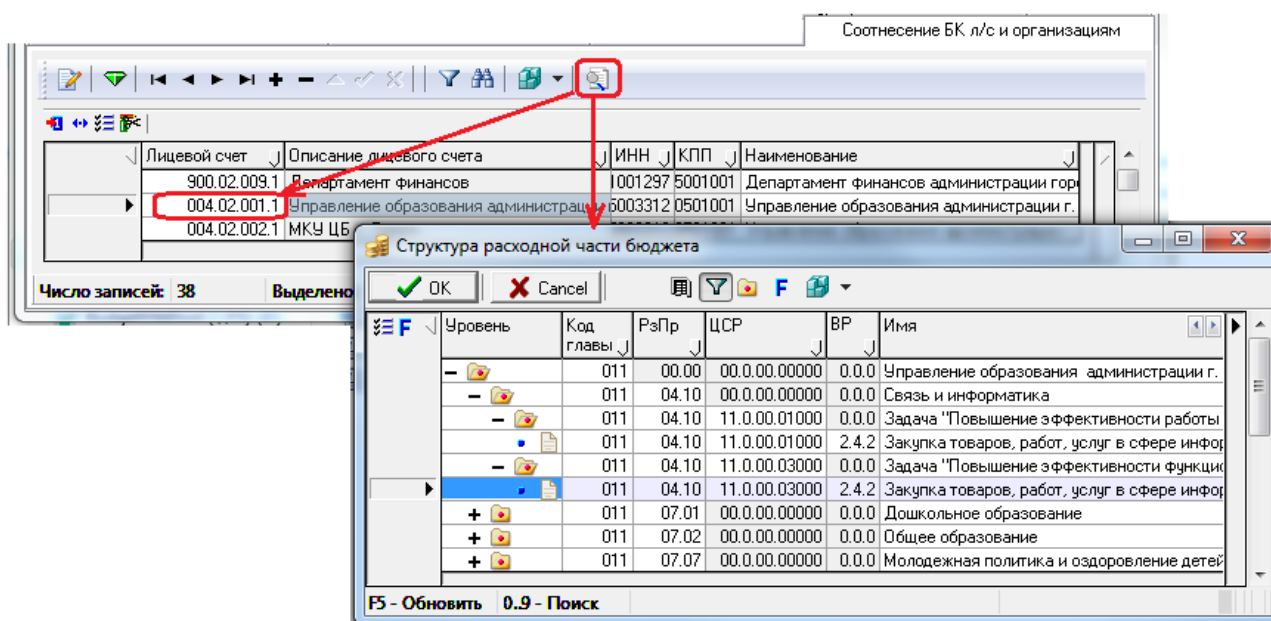 Соотнесение БК л/с и организациям
Лицевой счет Описание лицевого счета ИНН КПП Наименование
900.02.009.1 Департамент финансов 1001297 5001001 Департамент финансов администрации горо
004.02.001.1 Управление образования администрации 5003312 0501001 Управление образования администрации г.
004.02.002.1 МКУ ЦБ
Число записей: 38 Выделено
Структура расходной части бюджета
OK Cancel F
F Уровень Код главы РзПр ЦСР ВР Имя
011 00.00 00.0.00.00000 0.0.0 Управление образования администрации г.
011 04.10 00.0.00.00000 0.0.0 Связь и информатика
011 04.10 11.0.00.01000 0.0.0 Задача "Повышение эффективности работы
011 04.10 11.0.00.01000 2.4.2 Закупка товаров, работ, услуг в сфере инфор
011 04.10 11.0.00.03000 0.0.0 Задача "Повышение эффективности функцио
011 04.10 11.0.00.03000 2.4.2 Закупка товаров, работ, услуг в сфере инфор
011 07.01 00.0.00.00000 0.0.0 Дошкольное образование
011 07.02 00.0.00.00000 0.0.0 Общее образование
011 07.07 00.0.00.00000 0.0.0 Молодежная политика и оздоровление детей
F5 - Обновить 0..9 - Поиск